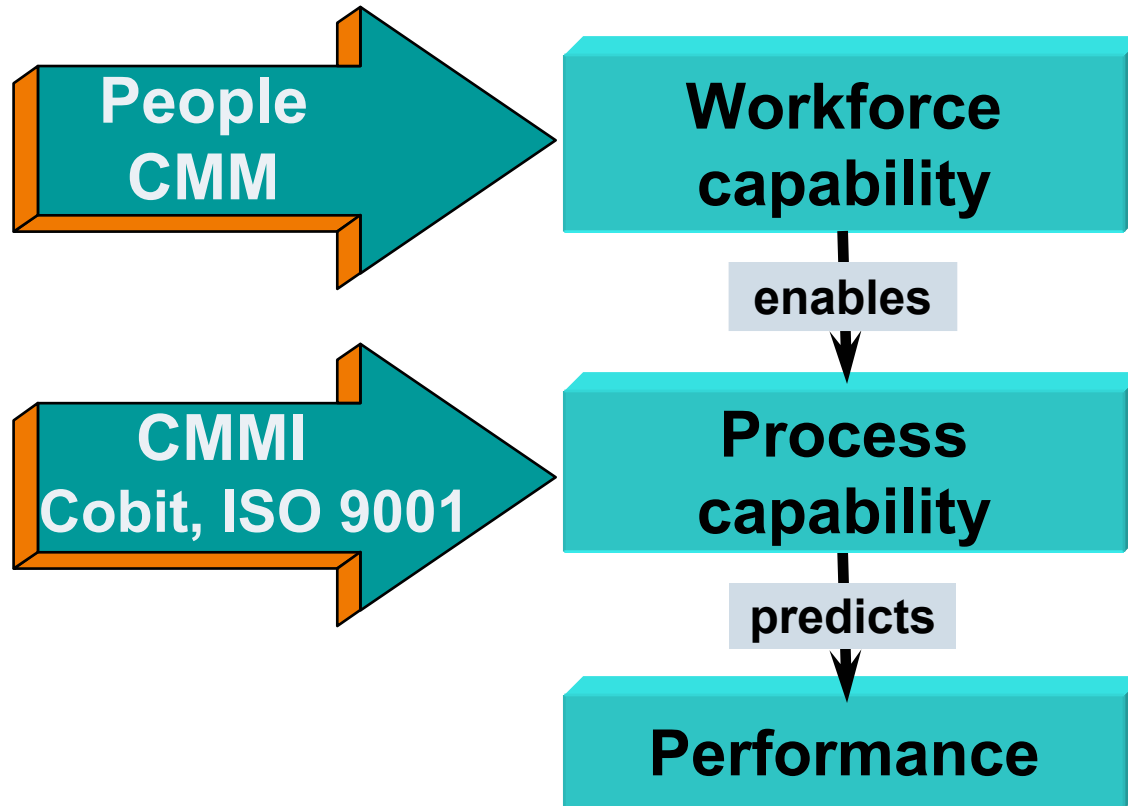 People
CMM
Workforce
capability
enables
CMMI
Cobit, ISO 9001
Process
capability
predicts
Performance